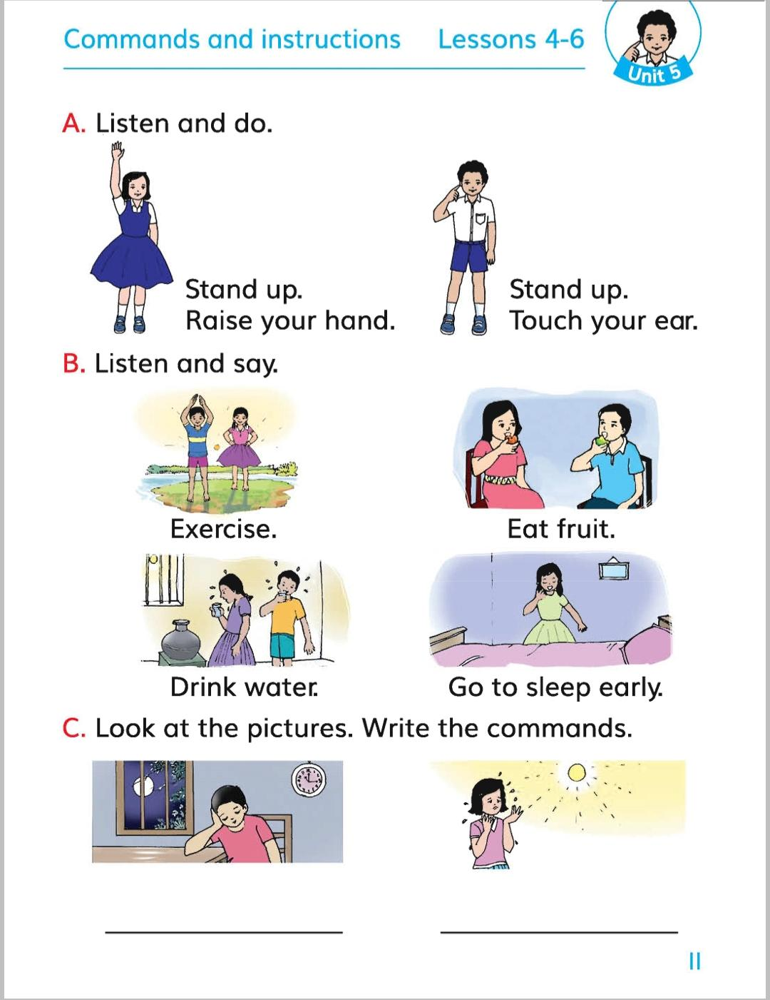 Commands and instructions Lessons 4-6
Unit 5
A. Listen and do.
Stand up.
Raise your hand.
Stand up.
Touch your ear.
B. Listen and say.
Exercise.
Eat fruit.
Drink water.
Go to sleep early.
C. Look at the pictures. Write the commands.
11